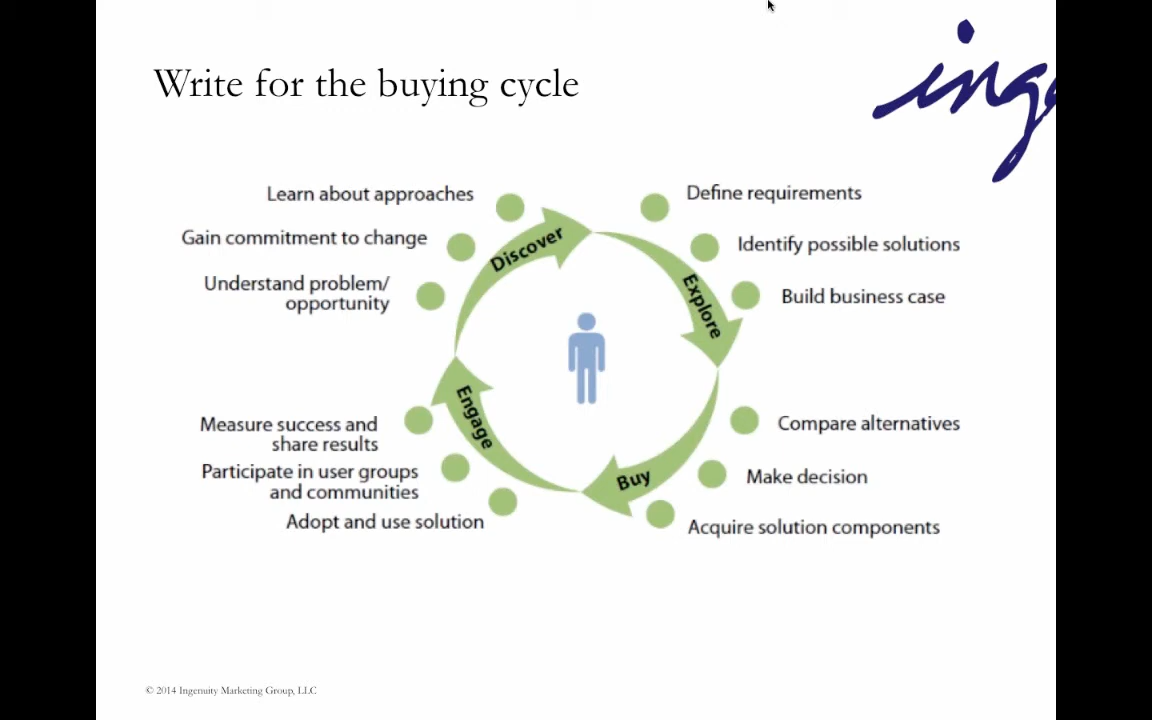 Write for the buying cycle
ing
Learn about approaches
Gain commitment to change
Understand problem/
opportunity
Discover
Define requirements
Identify possible solutions
Build business case
Explore
Compare alternatives
Make decision
Acquire solution components
Buy
Measure success and
share results
Participate in user groups
and communities
Adopt and use solution
Engage
© 2014 Ingenuity Marketing Group, LLC